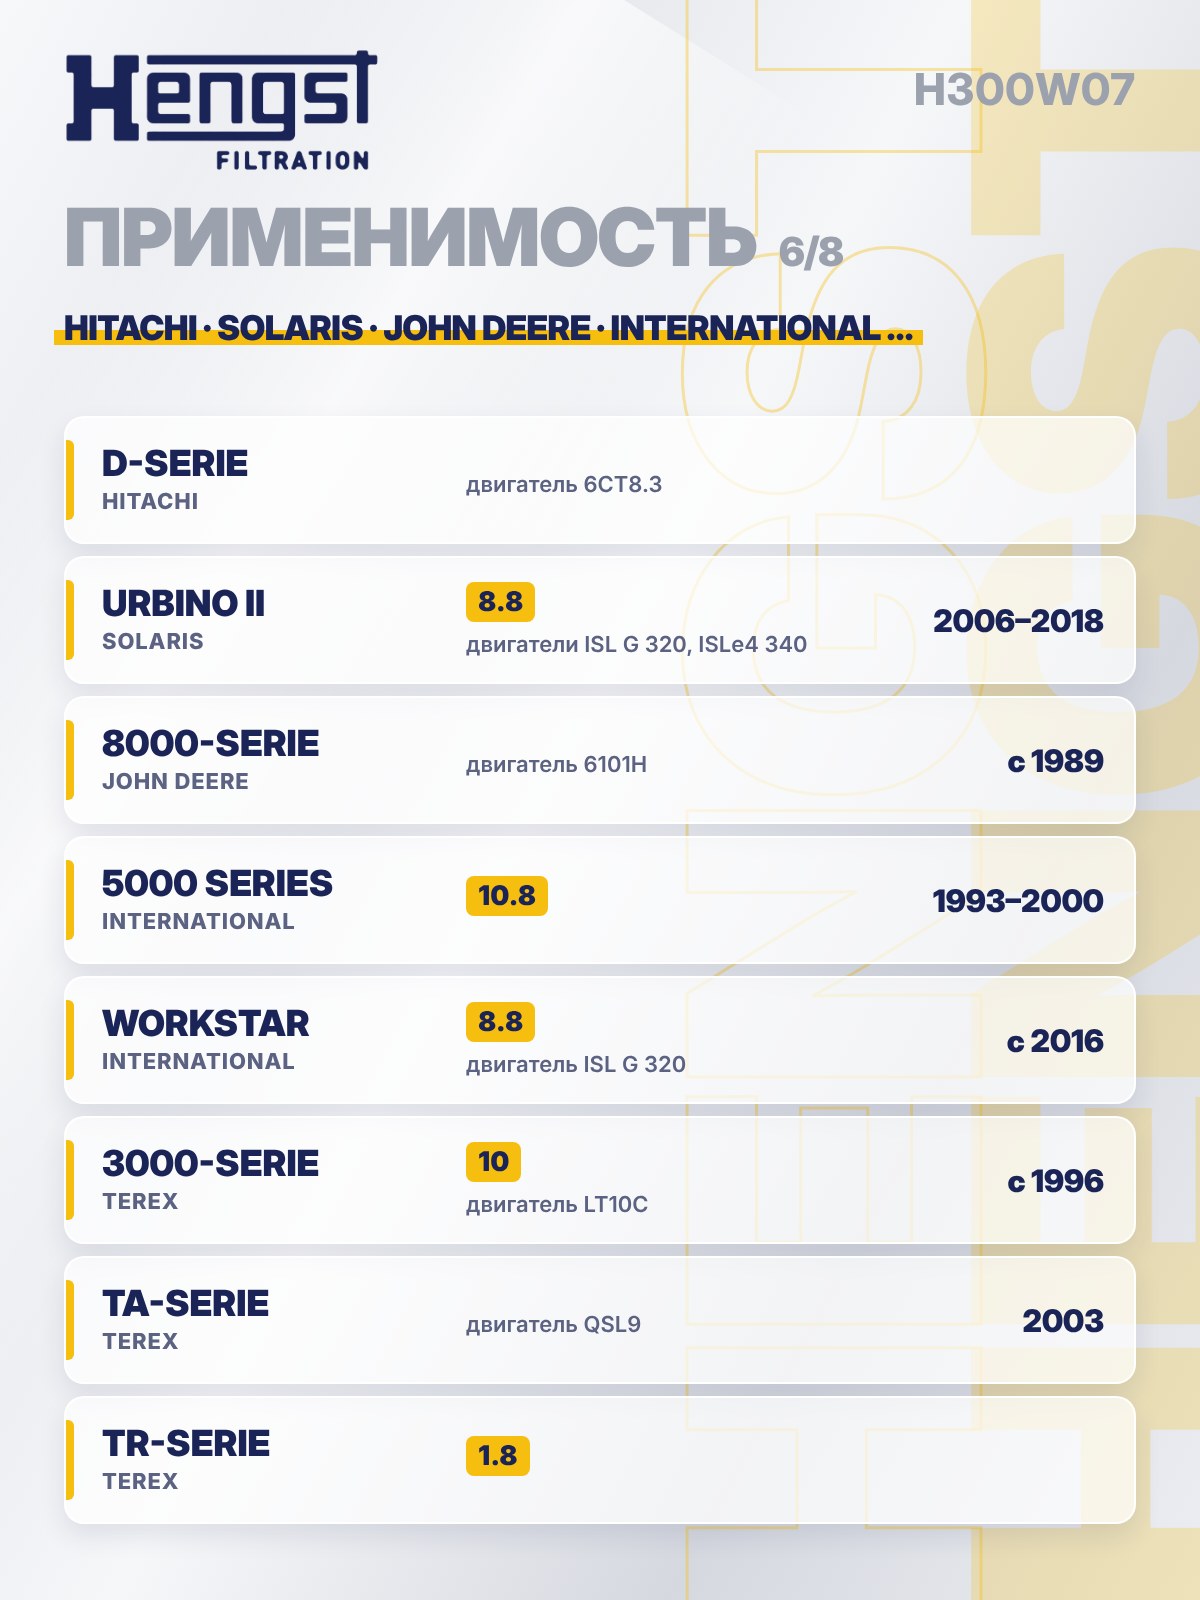 Hengst
FILTRATION
H300W07
ПРИМЕНИМОСТЬ 6/8
HITACHI · SOLARIS · JOHN DEERE · INTERNATIONAL ...
D-SERIE
HITACHI
двигатель 6CT8.3
URBINO II
SOLARIS
8.8
двигатели ISL G 320, ISLe4 340
2006–2018
8000-SERIE
JOHN DEERE
двигатель 6101H
с 1989
5000 SERIES
INTERNATIONAL
10.8
1993–2000
WORKSTAR
INTERNATIONAL
8.8
двигатель ISL G 320
с 2016
3000-SERIE
TEREX
10
двигатель LT10C
с 1996
TA-SERIE
TEREX
двигатель QSL9
2003
TR-SERIE
TEREX
1.8
HENGST
HENGST